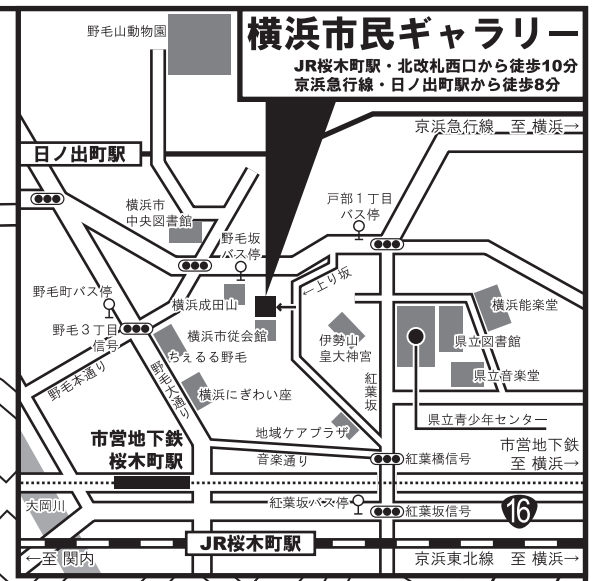 野毛山動物園
横浜市民ギャラリー
JR桜木町駅・北改札西口から徒歩10分
京浜急行線・日ノ出町駅から徒歩8分
京浜急行線 至 横浜→
日ノ出町駅
横浜市
中央図書館
戸部1丁目
バス停
野毛坂
バス停
←上り坂
野毛町バス停
横浜成田山
横浜能楽堂
野毛3丁目
信号
横浜市従会館
伊勢山
皇大神宮
県立図書館
ちえるる野毛
野毛本通り
野毛大通り
横浜にぎわい座
紅葉坂
県立音楽堂
県立青少年センター
地域ケアプラザ
市営地下鉄
桜木町駅
音楽通り
紅葉橋信号
市営地下鉄
至 横浜→
大岡川
紅葉坂バス停
紅葉坂信号
16
JR桜木町駅
←至 関内
京浜東北線 至 横浜→